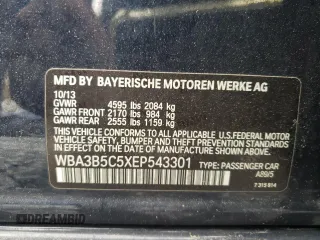 MFD BY BAYERISCHE MOTOREN WERKE AG
10/13
GVWR 4595 lbs 2084 kg
GAWR FRONT 2170 lbs 984 kg
GAWR REAR 2555 lbs 1159 kg
THIS VEHICLE CONFORMS TO ALL APPLICABLE U.S. FEDERAL
MOTOR VEHICLE SAFETY, BUMPER, AND THEFT PREVENTION
STANDARDS IN EFFECT ON THE DATE OF MANUFACTURE
SHOWN ABOVE.
WBA3B5C5XEP543301 TYPE: PASSENGER CAR
A89/5
7 315 814
DREAMBID